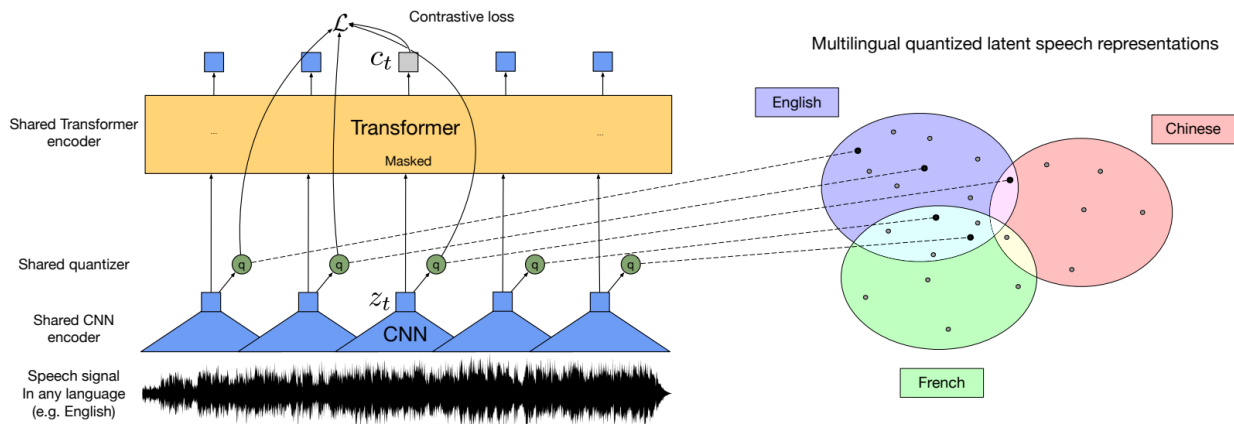 Contrastive loss
ℒ
c_t
Multilingual quantized latent speech representations
English
Chinese
Shared Transformer
encoder
...
Transformer
...
Masked
Shared quantizer
q
q
q
q
q
z_t
Shared CNN
encoder
CNN
Speech signal
In any language
(e.g. English)
French